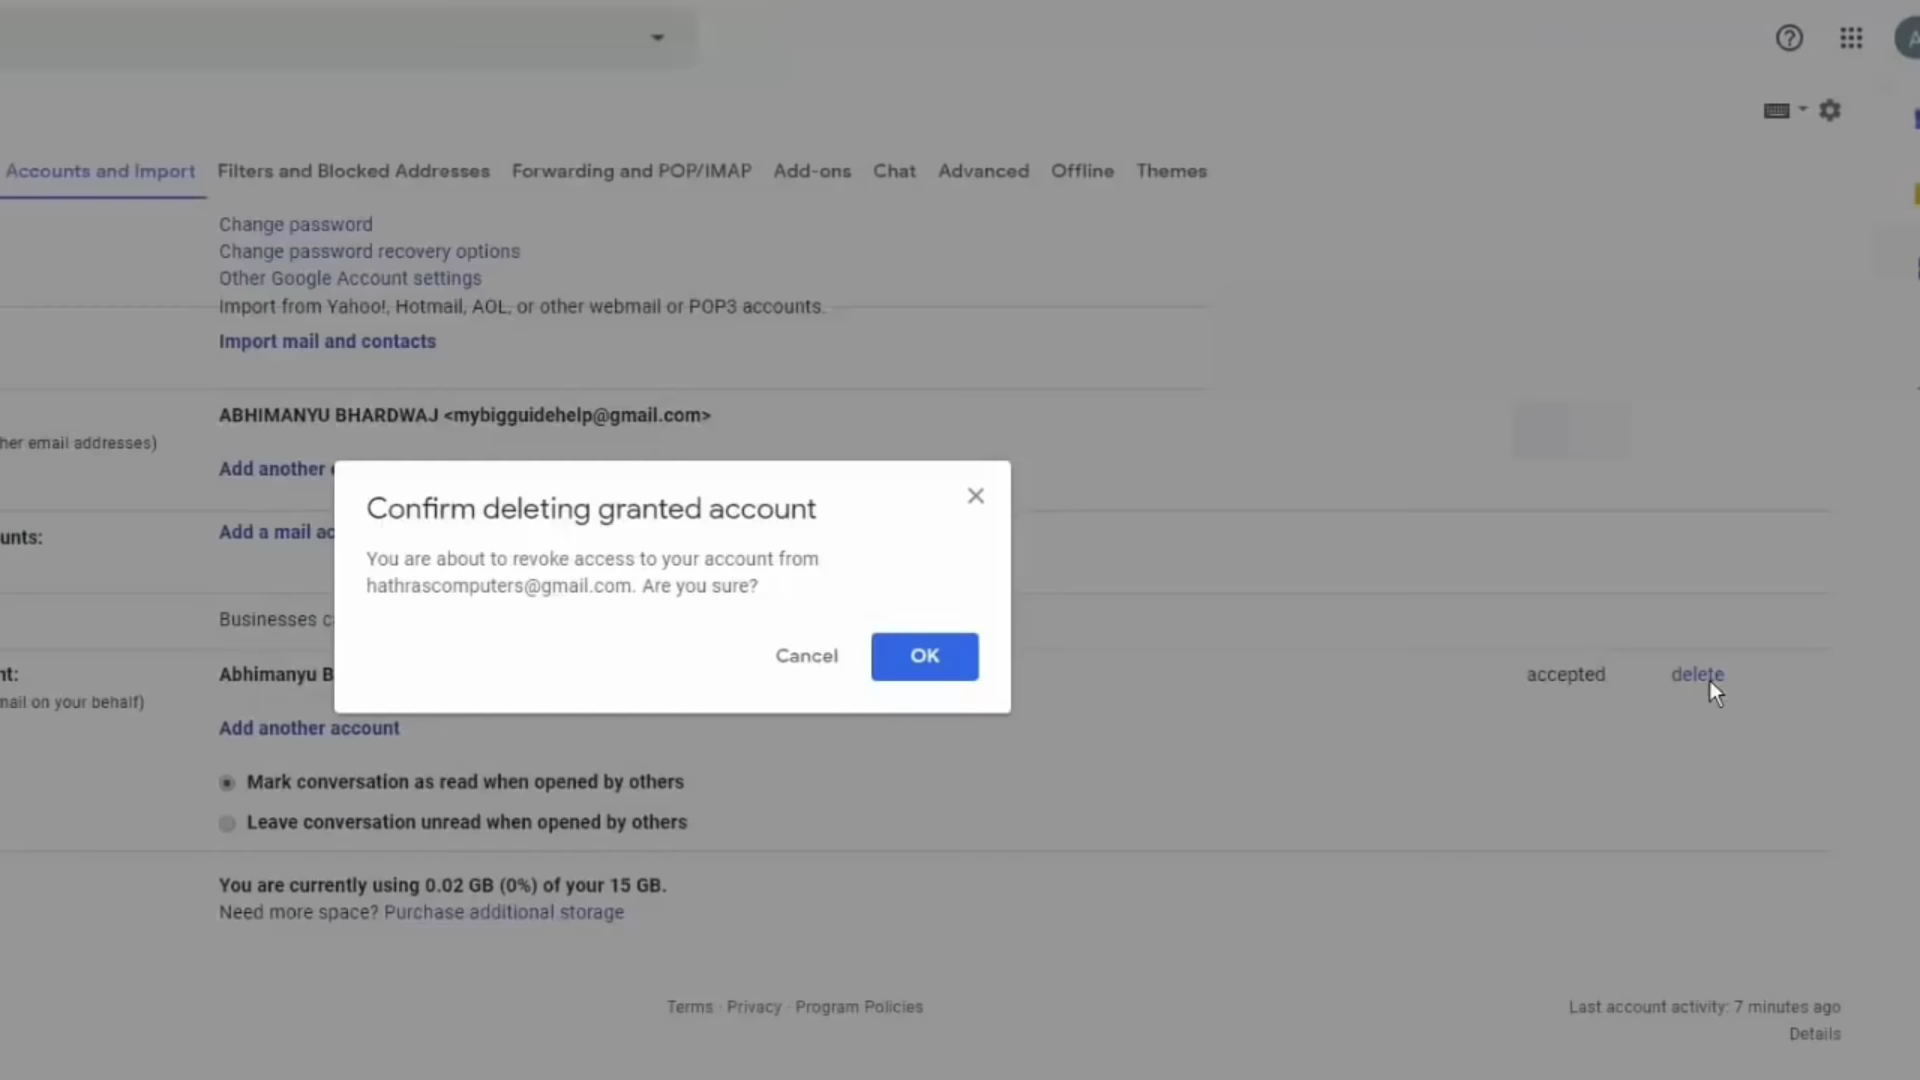 A
Accounts and Import Filters and Blocked Addresses Forwarding and POP/IMAP Add-ons Chat Advanced Offline Themes
Change password
Change password recovery options
Other Google Account settings
Import from Yahoo!, Hotmail, AOL, or other webmail or POP3 accounts.
Import mail and contacts
ABHIMANYU BHARDWAJ <mybigguidehelp@gmail.com>
her email addresses)
Add another
Confirm deleting granted account
You are about to revoke access to your account from
hathrascomputers@gmail.com. Are you sure?
Cancel OK
unts:
Add a mail ac
Businesses c
nt:
Abhimanyu B
accepted delete
mail on your behalf)
Add another account
Mark conversation as read when opened by others
Leave conversation unread when opened by others
You are currently using 0.02 GB (0%) of your 15 GB.
Need more space? Purchase additional storage
Terms · Privacy · Program Policies
Last account activity: 7 minutes ago
Details